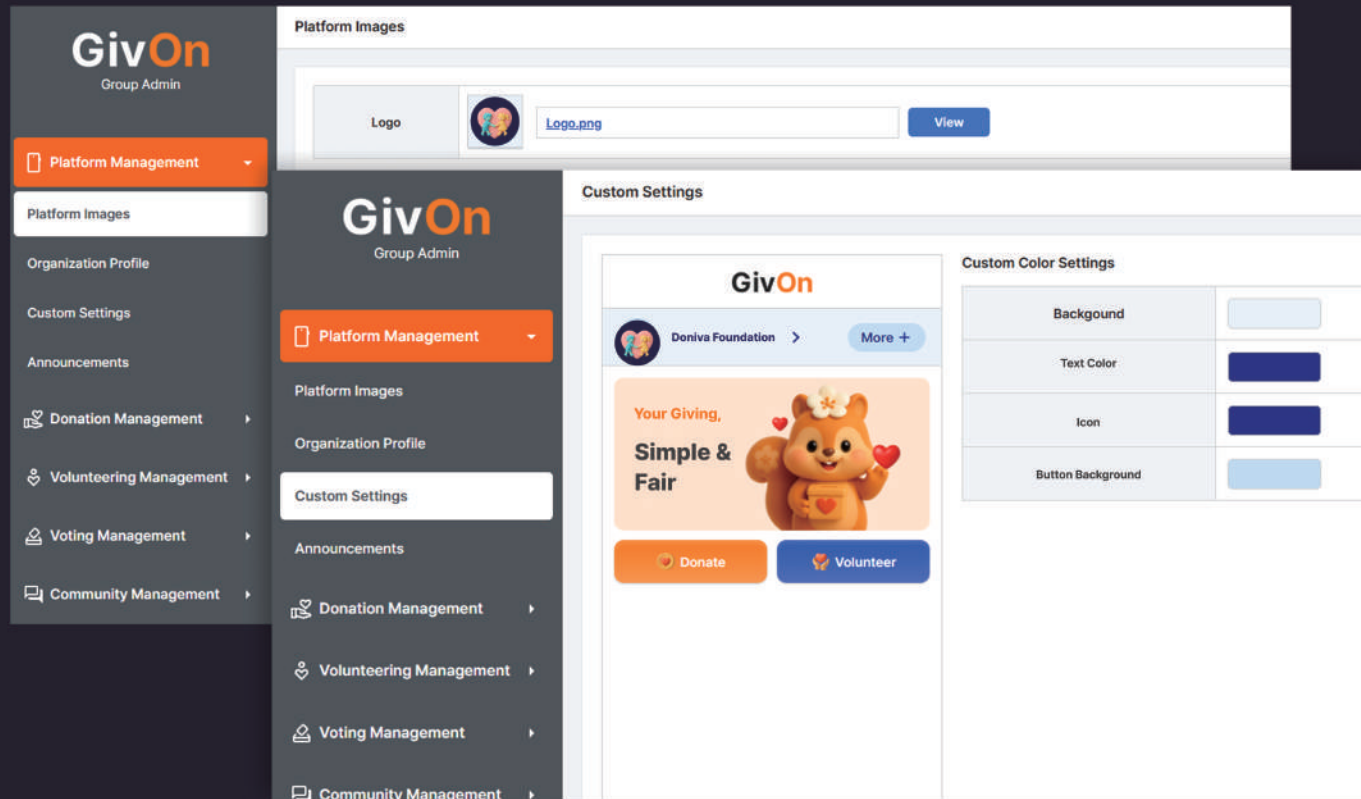 GivOn
Group Admin
Platform Management
Platform Images
Organization Profile
Custom Settings
Announcements
Donation Management
Volunteering Management
Voting Management
Community Management
Platform Images
Logo
Logo.png
View
GivOn
Group Admin
Platform Management
Platform Images
Organization Profile
Custom Settings
Announcements
Donation Management
Volunteering Management
Voting Management
Community Management
Custom Settings
GivOn
Doniva Foundation
More +
Your Giving,
Simple &
Fair
Donate
Volunteer
Custom Color Settings
Backgound
Text Color
Icon
Button Background